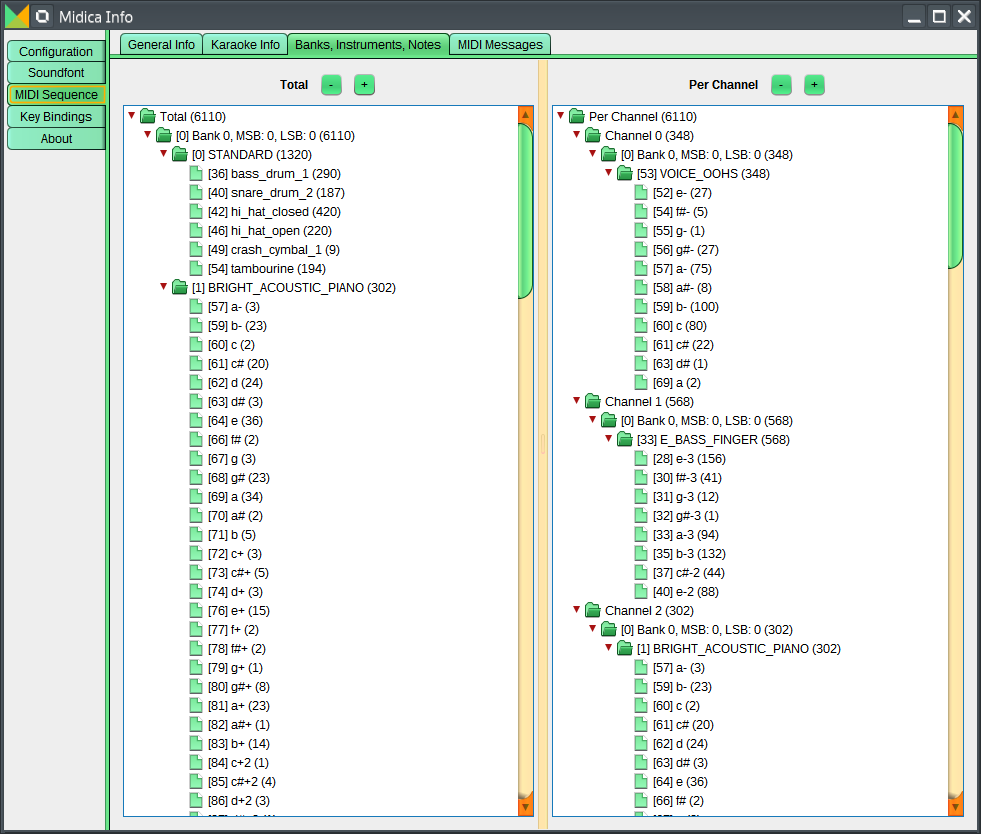 Midica Info
Configuration
Soundfont
MIDI Sequence
Key Bindings
About
General Info
Karaoke Info
Banks, Instruments, Notes
MIDI Messages
Total - +
Total (6110)
[0] Bank 0, MSB: 0, LSB: 0 (6110)
[0] STANDARD (1320)
[36] bass_drum_1 (290)
[40] snare_drum_2 (187)
[42] hi_hat_closed (420)
[46] hi_hat_open (220)
[49] crash_cymbal_1 (9)
[54] tambourine (194)
[1] BRIGHT_ACOUSTIC_PIANO (302)
[57] a- (3)
[59] b- (23)
[60] c (2)
[61] c# (20)
[62] d (24)
[63] d# (3)
[64] e (36)
[66] f# (2)
[67] g (3)
[68] g# (23)
[69] a (34)
[70] a# (2)
[71] b (5)
[72] c+ (3)
[73] c#+ (5)
[74] d+ (3)
[76] e+ (15)
[77] f+ (2)
[78] f#+ (2)
[79] g+ (1)
[80] g#+ (8)
[81] a+ (23)
[82] a#+ (1)
[83] b+ (14)
[84] c+2 (1)
[85] c#+2 (4)
[86] d+2 (3)
Per Channel - +
Per Channel (6110)
Channel 0 (348)
[0] Bank 0, MSB: 0, LSB: 0 (348)
[53] VOICE_OOHS (348)
[52] e- (27)
[54] f#- (5)
[55] g- (1)
[56] g#- (27)
[57] a- (75)
[58] a#- (8)
[59] b- (100)
[60] c (80)
[61] c# (22)
[63] d# (1)
[69] a (2)
Channel 1 (568)
[0] Bank 0, MSB: 0, LSB: 0 (568)
[33] E_BASS_FINGER (568)
[28] e-3 (156)
[30] f#-3 (41)
[31] g-3 (12)
[32] g#-3 (1)
[33] a-3 (94)
[35] b-3 (132)
[37] c#-2 (44)
[40] e-2 (88)
Channel 2 (302)
[0] Bank 0, MSB: 0, LSB: 0 (302)
[1] BRIGHT_ACOUSTIC_PIANO (302)
[57] a- (3)
[59] b- (23)
[60] c (2)
[61] c# (20)
[62] d (24)
[63] d# (3)
[64] e (36)
[66] f# (2)